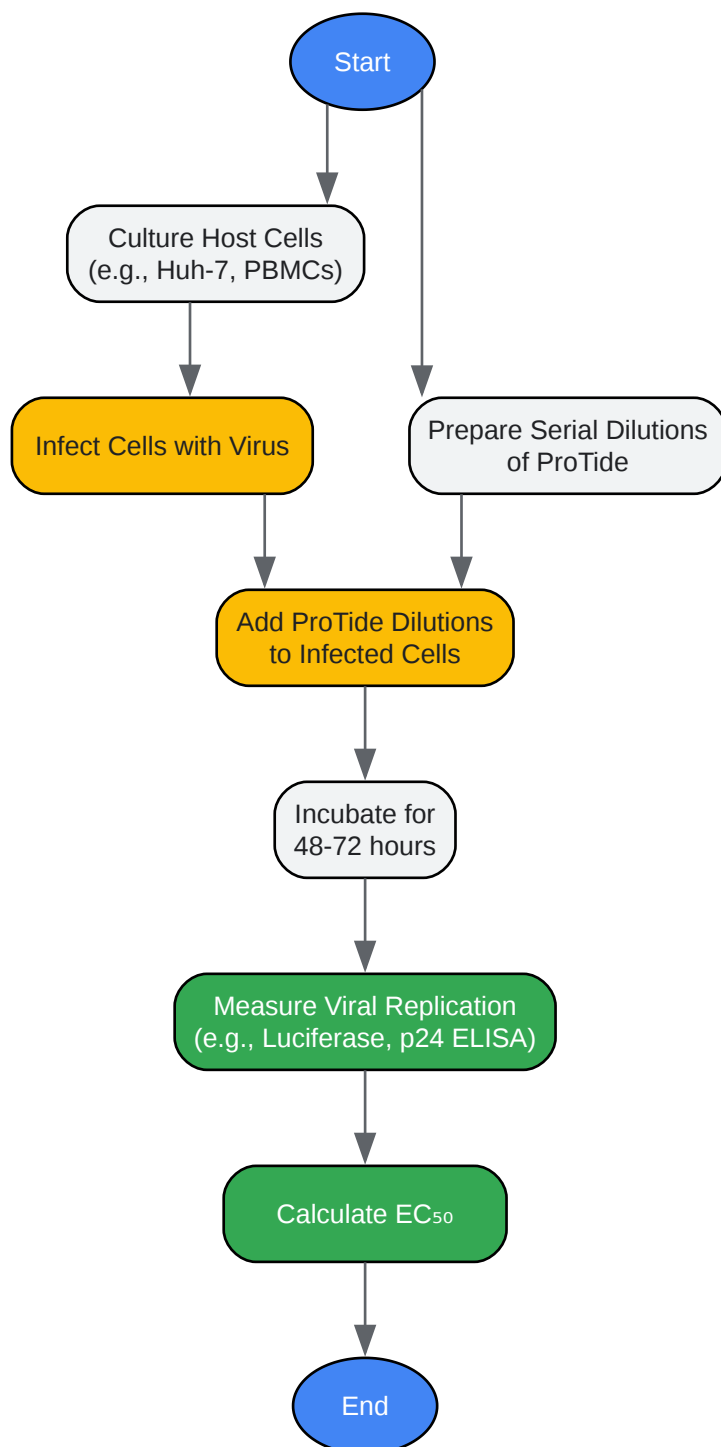 Start
Culture Host Cells
(e.g., Huh-7, PBMCs)
Infect Cells with Virus
Prepare Serial Dilutions
of ProTide
Add ProTide Dilutions
to Infected Cells
Incubate for
48-72 hours
Measure Viral Replication
(e.g., Luciferase, p24 ELISA)
Calculate EC₅₀
End